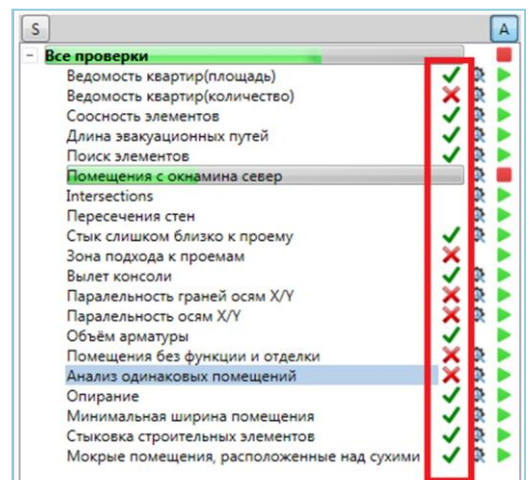 S A
Все проверки
Ведомость квартир(площадь)
Ведомость квартир(количество)
Соосность элементов
Длина эвакуационных путей
Поиск элементов
Помещения с окнамина север
Intersections
Пересечения стен
Стык слишком близко к проему
Зона подхода к проемам
Вылет консоли
Паралельность граней осям X/Y
Паралельность осям X/Y
Объём арматуры
Помещения без функции и отделки
Анализ одинаковых помещений
Опирание
Минимальная ширина помещения
Стыковка строительных элементов
Мокрые помещения, расположенные над сухими